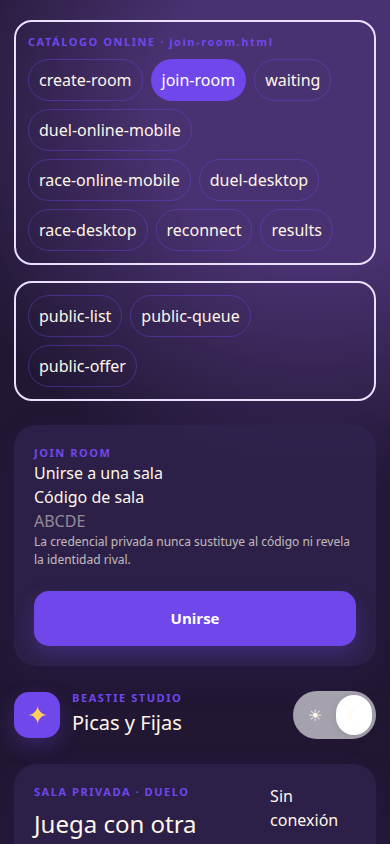 CATÁLOGO ONLINE · join-room.html
create-room join-room waiting
duel-online-mobile
race-online-mobile duel-desktop
race-desktop reconnect results
public-list public-queue
public-offer
JOIN ROOM
Unirse a una sala
Código de sala
ABCDE
La credencial privada nunca sustituye al código ni revela
la identidad rival.
Unirse
BEASTIE STUDIO
Picas y Fijas
SALA PRIVADA · DUELO
Juega con otra
Sin
conexión